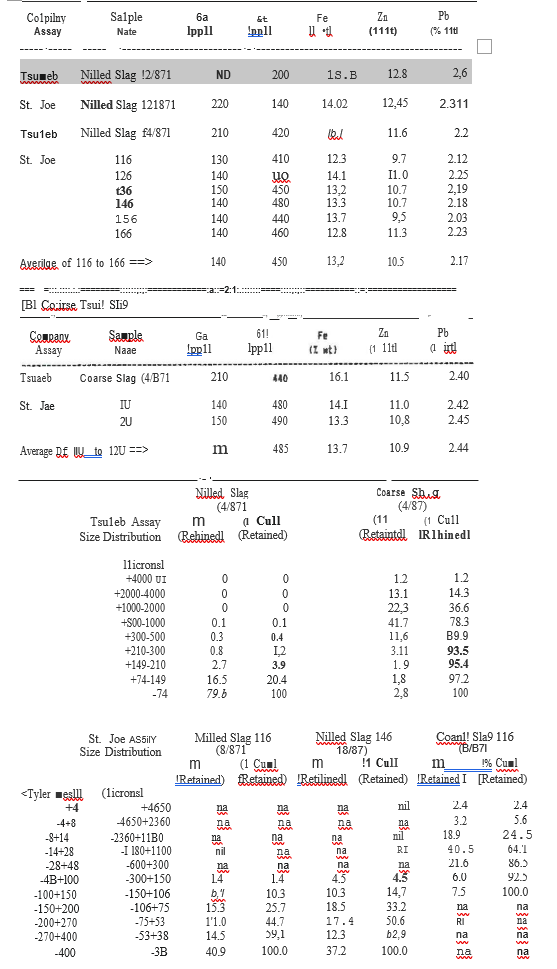 Co1pilny Sa1ple 6a &t Fe Zn Pb
Assay Nate lpp1l !pnll ll •tl (111t) (% 11tl
Tsu■eb Nilled Slag !2/871 ND 200 1S.B 12.8 2,6
St. Joe Nilled Slag 121871 220 140 14.02 12,45 2.311
Tsu1eb Nilled Slag f4/87l 210 420 lb.l 11.6 2.2
St. Joe 116 130 410 12.3 9.7 2.12
126 140 uo 14.1 I1.0 2.25
t36 150 450 13,2 10.7 2,19
146 140 480 13.3 10.7 2.18
156 140 440 13.7 9,5 2.03
166 140 460 12.8 11.3 2.23
Averilqe of 116 to 166 ==> 140 450 13,2 10.5 2.17
[Bl Co:irse Tsui! SIi9
Co■pany Sa■ple Ga 61! Fe Zn Pb
Assay Naae !pp1l lpp1l (I wt) (1 11tl (1 irtl
Tsuaeb Coarse Slag (4/B71 210 440 16.1 11.5 2.40
St. Jae IU 140 480 14.I 11.0 2.42
2U 150 490 13.3 10,8 2.45
Average D.f IIU to 12U ==> m 485 13.7 10.9 2.44
Nilled Slag Coarse Sh.g
(4/871 (4/87)
Tsu1eb Assay m (I Cu1l (11 (1 Cu1l
Size Distribution (Rehinedl (Retained) (Retaintdl lR1hinedl
l1icronsl
+4000 UI 0 0 1.2 1.2
+2000-4000 0 0 13.1 14.3
+1000-2000 0 0 22,3 36.6
+S00-1000 0.1 0.1 41.7 78.3
+300-500 0.3 0.4 11,6 B9.9
+210-300 0.8 I,2 3.11 93.5
+149-210 2.7 3.9 1.9 95.4
+74-149 16.5 20.4 1,8 97.2
-74 79.b 100 2,8 100
St. Joe AS5ilY Milled Slag 116 Nilled Slag 146 Coanl! Sla9 116
Size Distribution (8/871 18/87) (B/B7l
m (1 Cu■l m !1 CulI m !% Cu■l
!Retained) fRetained) !Retilinedl (Retained) !Retained I [Retained)
<Tyler ■eslll (1icronsl
+4 +4650 na na na nil 2.4 2.4
-4+8 -4650+2360 na na na na 3.2 5.6
-8+14 -2360+11B0 na na na nil 18.9 24.5
-14+28 -I 180+1100 nil na na RI 40.5 64.1
-28+48 -600+300 na na na na 21.6 86.5
-4B+l00 -300+150 1.4 1.4 4.5 4.5 6.0 92.5
-100+150 -150+106 b,'I 10.3 10.3 14,7 7.5 100.0
-150+200 -106+75 15.3 25.7 18.5 33.2 na na
-200+270 -75+53 1'1.0 44.7 17.4 50.6 RI na
-270+400 -53+38 14.5 59,1 12.3 b2,9 na na
-400 -3B 40.9 100.0 37.2 100.0 na na